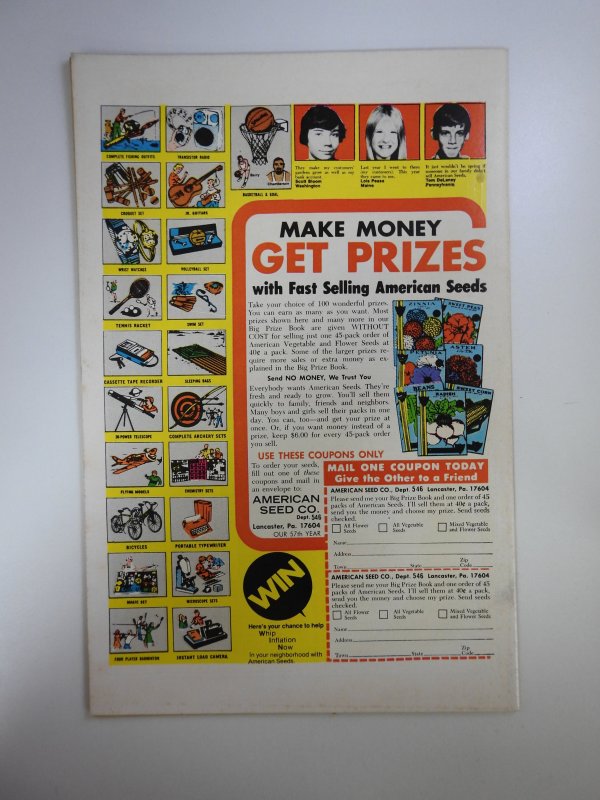 COMPLETE FISHING OUTFITS
TRANSISTOR RADIO
BASKETBALL & GOAL
Barry
Chamberlain
They make my customers'
gardens grow as well as my
bank account
Scott Bloom
Washington
Last year I went to them
(my customers). This year
they came to me.
Lois Pease
Maine
It just wouldn't be spring if
someone in our family didn't
sell American Seeds.
Tom DeLaney
Pennsylvania
CROQUET SET
JR. GUITARS
WRIST WATCHES
VOLLEYBALL SET
TENNIS RACKET
SWIM SET
CASSETTE TAPE RECORDER
SLEEPING BAGS
30-POWER TELESCOPE
COMPLETE ARCHERY SETS
FLYING MODELS
CHEMISTRY SETS
BICYCLES
PORTABLE TYPEWRITER
MICROSCOPE SETS
FOUR PLAYER BADMINTON
INSTANT LOAD CAMERA
MAKE MONEY
GET PRIZES
with Fast Selling American Seeds
Take your choice of 100 wonderful prizes.
You can earn as many as you want. Most
prizes shown here and many more in our
Big Prize Book are given WITHOUT
COST for selling just one 45-pack order of
American Vegetable and Flower Seeds at
40¢ a pack. Some of the larger prizes re-
quire more sales or extra money as ex-
plained in the Big Prize Book.
Send NO MONEY, We Trust You
Everybody wants American Seeds. They're
fresh and ready to grow. You'll sell them
quickly to family, friends and neighbors.
Many boys and girls sell their packs in one
day. You can, too—and get your prize at
once. Or, if you want money instead of a
prize, keep $6.00 for every 45-pack order
you sell.
ZINNIA
SWEET PEAS
PETUNIA
ASTER
BEANS
RADISH
SWEET CORN
USE THESE COUPONS ONLY
To order your seeds,
fill out one of these
coupons and mail in
an envelope to:
AMERICAN
SEED CO.
Dept. 546
Lancaster, Pa. 17604
OUR 57th YEAR
WIN
Here's your chance to help
Whip
Inflation
Now
in your neighborhood with
American Seeds.
MAIL ONE COUPON TODAY
Give the Other to a Friend
AMERICAN SEED CO., Dept. 546 Lancaster, Pa. 17604
Please send me your Big Prize Book and one order of 45
packs of American Seeds. I'll sell them at 40¢ a pack,
send you the money and choose my prize. Send seeds
checked.
All Flower Seeds
All Vegetable Seeds
Mixed Vegetable and Flower Seeds
Name
Address
Town State Zip Code
AMERICAN SEED CO., Dept. 546 Lancaster, Pa. 17604
Please send me your Big Prize Book and one order of 45
packs of American Seeds. I'll sell them at 40¢ a pack,
send you the money and choose my prize. Send seeds
checked.
All Flower Seeds
All Vegetable Seeds
Mixed Vegetable and Flower Seeds
Name
Address
Town State Zip Code